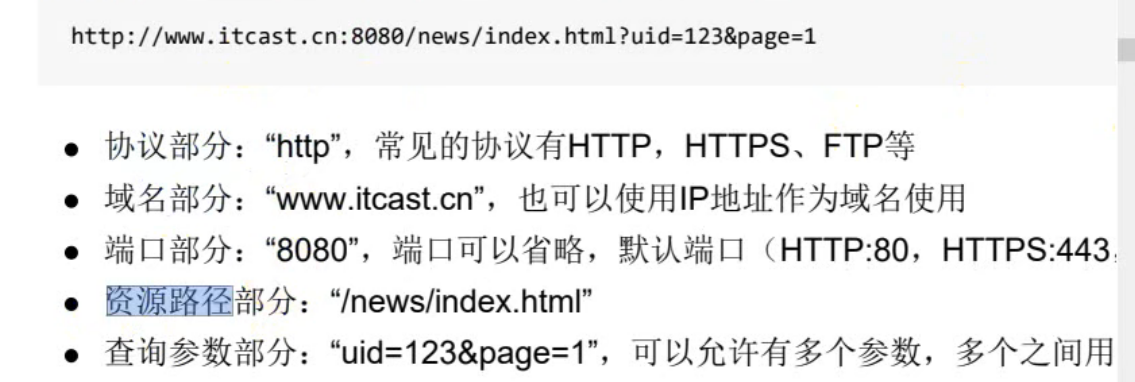 http://www.itcast.cn:8080/news/index.html?uid=123&page=1
● 协议部分：“http”，常见的协议有HTTP，HTTPS、FTP等
● 域名部分：“www.itcast.cn”，也可以使用IP地址作为域名使用
● 端口部分：“8080”，端口可以省略，默认端口（HTTP:80，HTTPS:443
● 资源路径部分：“/news/index.html”
● 查询参数部分：“uid=123&page=1”，可以允许有多个参数，多个之间用